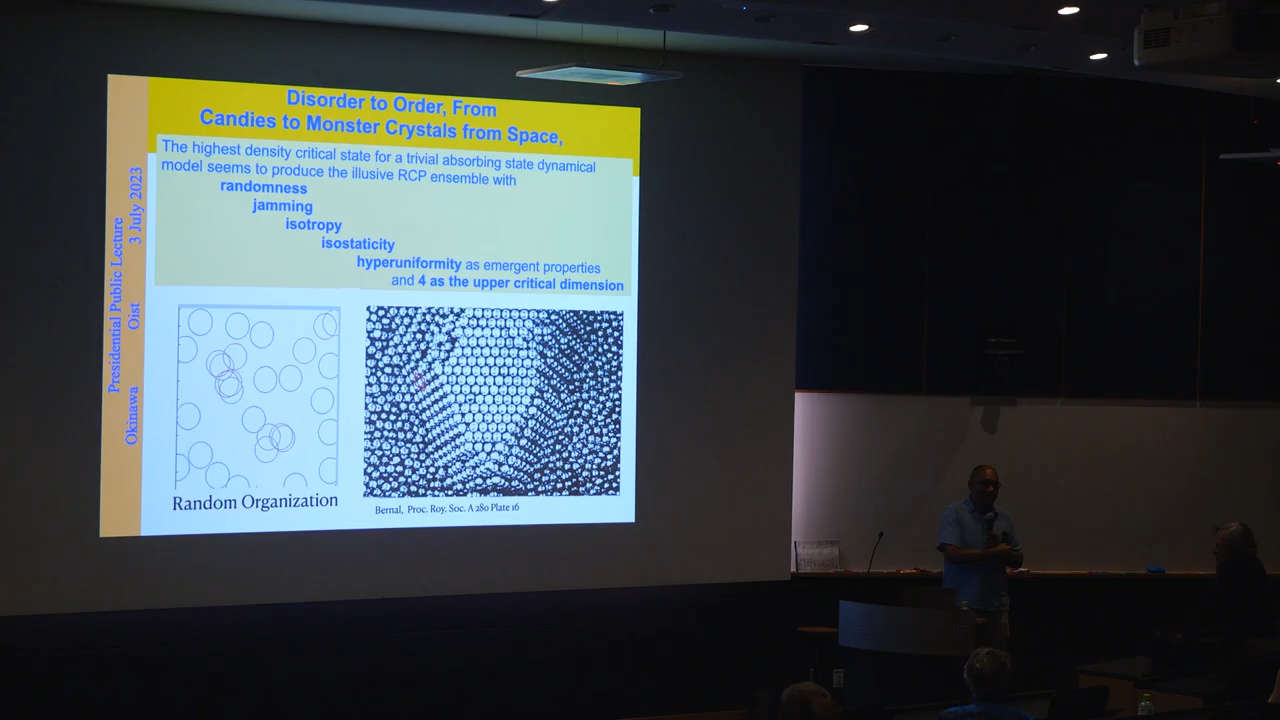 Disorder to Order, From
Candies to Monster Crystals from Space,
The highest density critical state for a trivial absorbing state dynamical
model seems to produce the illusive RCP ensemble with
randomness
jamming
isotropy
isostaticity
hyperuniformity as emergent properties
and 4 as the upper critical dimension
Presidential Public Lecture
Okinawa Oist 3 July 2023
Random Organization
Bernal, Proc. Roy. Soc. A 280 Plate 16